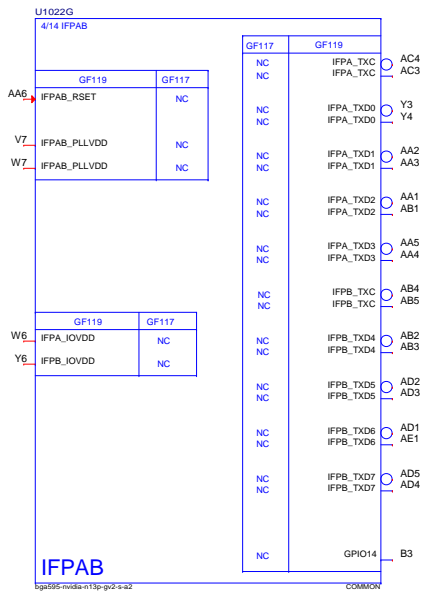 U1022G
4/14 IFPAB
GF117 GF119
NC IFPA_TXC AC4
NC IFPA_TXC AC3
GF119 GF117
AA6 IFPAB_RSET NC
NC IFPA_TXD0 Y3
NC IFPA_TXD0 Y4
V7 IFPAB_PLLVDD NC
W7 IFPAB_PLLVDD NC
NC IFPA_TXD1 AA2
NC IFPA_TXD1 AA3
NC IFPA_TXD2 AA1
NC IFPA_TXD2 AB1
NC IFPA_TXD3 AA5
NC IFPA_TXD3 AA4
NC IFPB_TXC AB4
NC IFPB_TXC AB5
GF119 GF117
W6 IFPA_IOVDD NC
Y6 IFPB_IOVDD NC
NC IFPB_TXD4 AB2
NC IFPB_TXD4 AB3
NC IFPB_TXD5 AD2
NC IFPB_TXD5 AD3
NC IFPB_TXD6 AD1
NC IFPB_TXD6 AE1
NC IFPB_TXD7 AD5
NC IFPB_TXD7 AD4
NC GPIO14 B3
IFPAB
bga595-nvidia-n13p-gv2-s-a2 COMMON